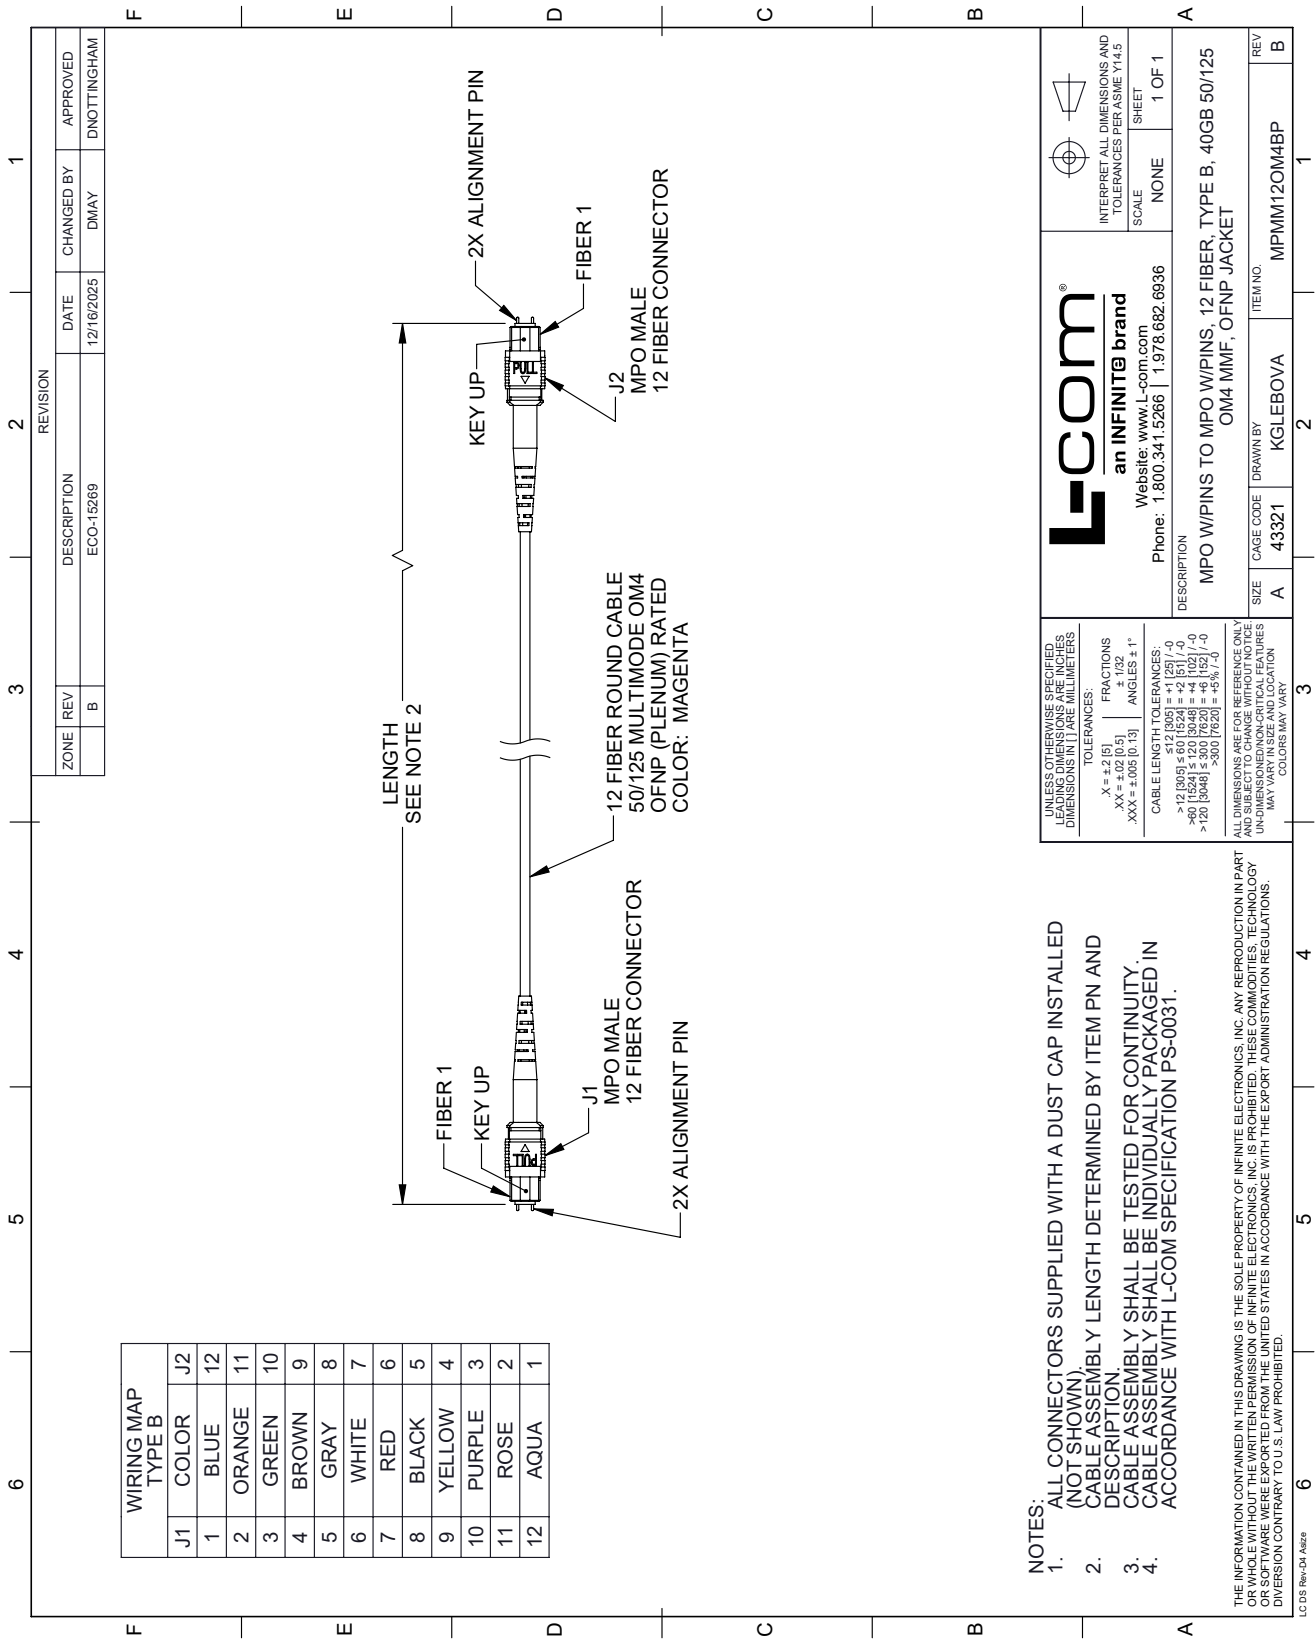 6
5
4
3
2
1
F
E
D
C
B
A
REVISION
ZONE REV DESCRIPTION DATE CHANGED BY APPROVED
B ECO-15269 12/16/2025 DMAY DNOTTINGHAM
WIRING MAP
TYPE B
J1 COLOR J2
1 BLUE 12
2 ORANGE 11
3 GREEN 10
4 BROWN 9
5 GRAY 8
6 WHITE 7
7 RED 6
8 BLACK 5
9 YELLOW 4
10 PURPLE 3
11 ROSE 2
12 AQUA 1
LENGTH
SEE NOTE 2
FIBER 1
KEY UP
PULL
J1
MPO MALE
12 FIBER CONNECTOR
2X ALIGNMENT PIN
12 FIBER ROUND CABLE
50/125 MULTIMODE OM4
OFNP (PLENUM) RATED
COLOR: MAGENTA
KEY UP
2X ALIGNMENT PIN
PULL
FIBER 1
J2
MPO MALE
12 FIBER CONNECTOR
NOTES:
1. ALL CONNECTORS SUPPLIED WITH A DUST CAP INSTALLED
(NOT SHOWN).
2. CABLE ASSEMBLY LENGTH DETERMINED BY ITEM PN AND
DESCRIPTION.
3. CABLE ASSEMBLY SHALL BE TESTED FOR CONTINUITY.
4. CABLE ASSEMBLY SHALL BE INDIVIDUALLY PACKAGED IN
ACCORDANCE WITH L-COM SPECIFICATION PS-0031.
THE INFORMATION CONTAINED IN THIS DRAWING IS THE SOLE PROPERTY OF INFINITE ELECTRONICS, INC. ANY REPRODUCTION IN PART
OR WHOLE WITHOUT THE WRITTEN PERMISSION OF INFINITE ELECTRONICS, INC. IS PROHIBITED. THESE COMMODITIES, TECHNOLOGY
OR SOFTWARE WERE EXPORTED FROM THE UNITED STATES IN ACCORDANCE WITH THE EXPORT ADMINISTRATION REGULATIONS.
DIVERSION CONTRARY TO U.S. LAW PROHIBITED.
UNLESS OTHERWISE SPECIFIED
LEADING DIMENSIONS ARE INCHES
DIMENSIONS IN [ ] ARE MILLIMETERS
TOLERANCES:
.X = ±.2 [5] FRACTIONS
.XX = ±.02 [0.5] ± 1/32
.XXX = ±.005 [0.13] ANGLES ± 1°
CABLE LENGTH TOLERANCES:
≤12 [305] = +1 [25] / -0
>12 [305] ≤ 60 [1524] = +2 [51] / -0
>60 [1524] ≤ 120 [3048] = +4 [102] / -0
>120 [3048] ≤ 300 [7620] = +6 [152] / -0
>300 [7620] = +5% / -0
ALL DIMENSIONS ARE FOR REFERENCE ONLY
AND SUBJECT TO CHANGE WITHOUT NOTICE.
UN-DIMENSIONED/NON-CRITICAL FEATURES
MAY VARY IN SIZE AND LOCATION
COLORS MAY VARY
L-com®
an INFINITE brand
Website: www.L-com.com
Phone: 1.800.341.5266 | 1.978.682.6936
INTERPRET ALL DIMENSIONS AND
TOLERANCES PER ASME Y14.5
SCALE
NONE
SHEET
1 OF 1
DESCRIPTION
MPO W/PINS TO MPO W/PINS, 12 FIBER, TYPE B, 40GB 50/125
OM4 MMF, OFNP JACKET
SIZE
A
CAGE CODE
43321
DRAWN BY
KGLEBOVA
ITEM NO.
MPMM12OM4BP
REV
B
F
E
D
C
B
A
6
5
4
3
2
1
LC DS Rev-D4 Asize